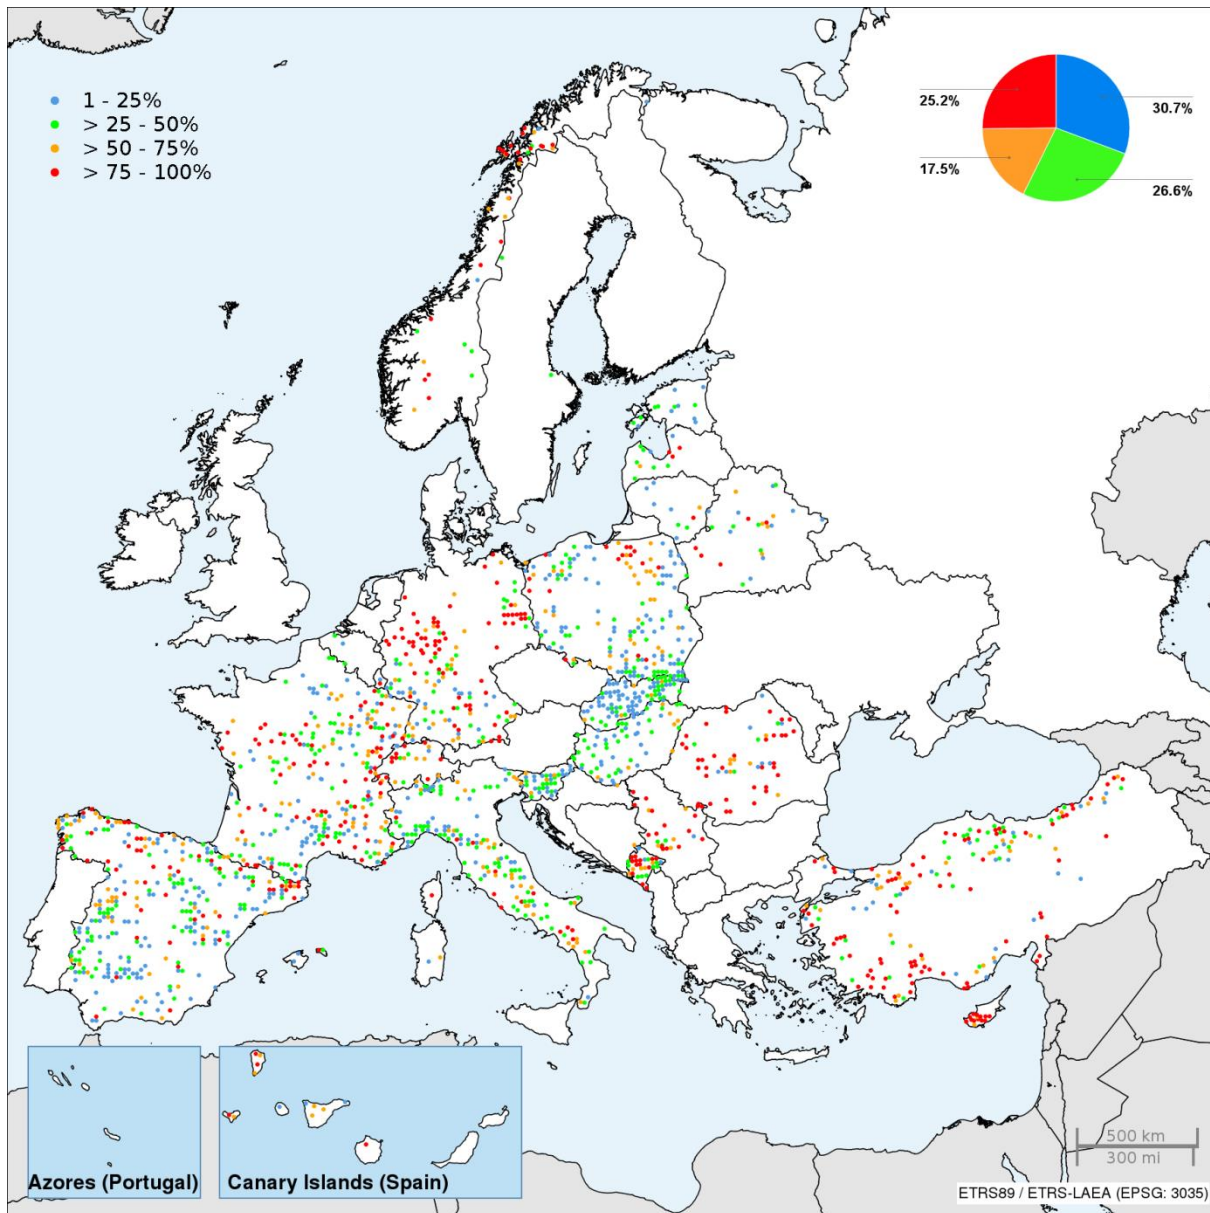 1 - 25%
> 25 - 50%
> 50 - 75%
> 75 - 100%
25.2%
30.7%
17.5%
26.6%
Azores (Portugal)
Canary Islands (Spain)
500 km
300 mi
ETRS89 / ETRS-LAEA (EPSG: 3035)